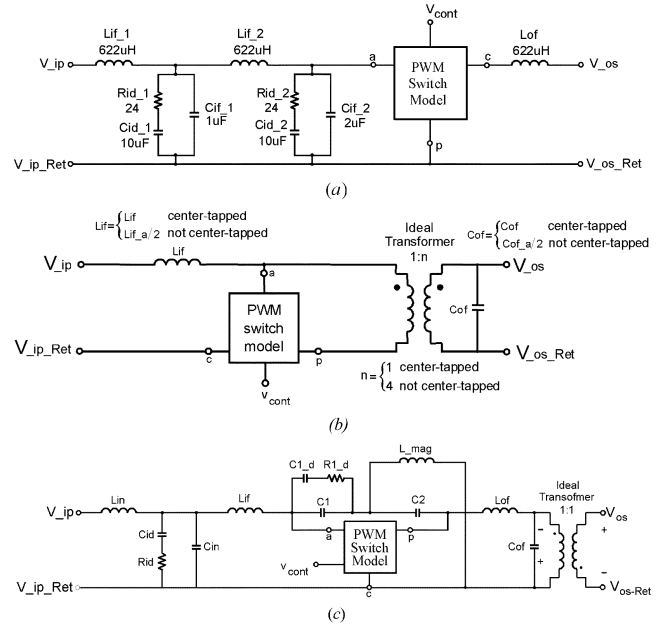 V_cont
Lif_1
622uH
Lif_2
622uH
Lof
622uH
V_ip
a
PWM
Switch
Model
c
V_os
Rid_1
24
Cid_1
10uF
Cif_1
1uF
Rid_2
24
Cid_2
10uF
Cif_2
2uF
p
V_ip_Ret
V_os_Ret
(a)
Lif= { Lif center-tapped
Lif_a/2 not center-tapped
Cof= { Cof center-tapped
Cof_a/2 not center-tapped
Ideal
Transformer
1:n
V_ip
Lif
V_os
a
PWM
switch
model
Cof
V_ip_Ret
c
p
V_os_Ret
v_cont
n= { 1 center-tapped
4 not center-tapped
(b)
L_mag
C1_d
R1_d
Ideal
Transofmer
1:1
V_ip
Lin
Lif
C1
C2
Lof
Vos
a
p
Cid
Rid
Cin
PWM
Switch
Model
v_cont
c
Cof
−
+
+
−
V_ip_Ret
Vos-Ret
(c)